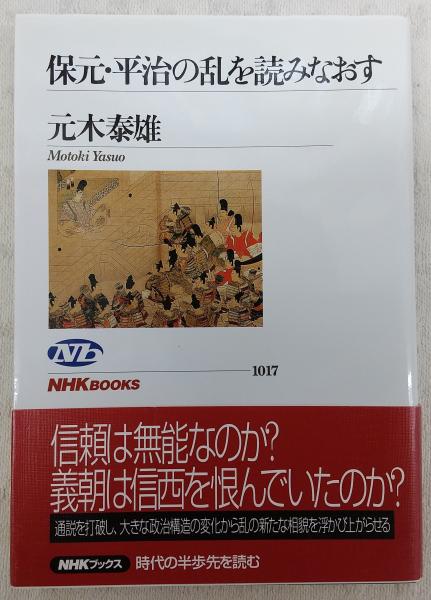 保元・平治の乱を読みなおす
元木泰雄
Motoki Yasuo
Nb
NHKBOOKS
1017
信頼は無能なのか?
義朝は信西を恨んでいたのか?
通説を打破し、大きな政治構造の変化から乱の新たな相貌を浮かび上がらせる
NHKブックス 時代の半歩先を読む